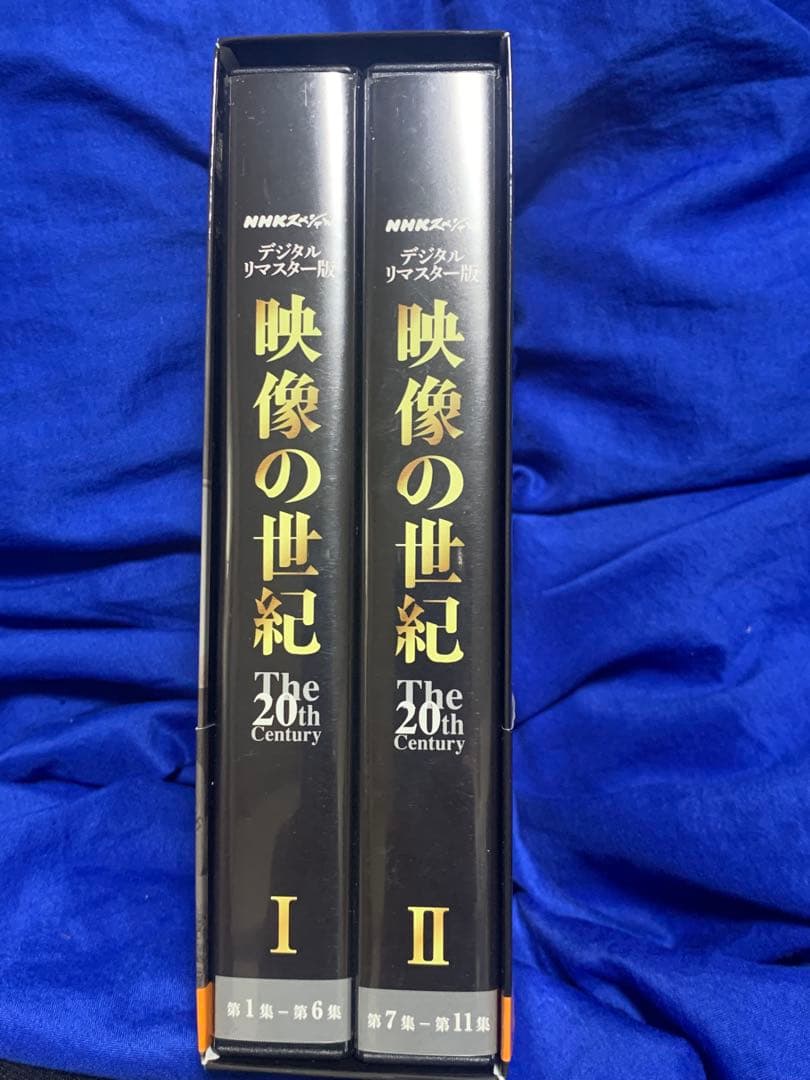 NHKスペシャル
デジタル
リマスター版
映像の世紀
The
20th
Century
I
第1集－第6集
NHKスペシャル
デジタル
リマスター版
映像の世紀
The
20th
Century
II
第7集－第11集